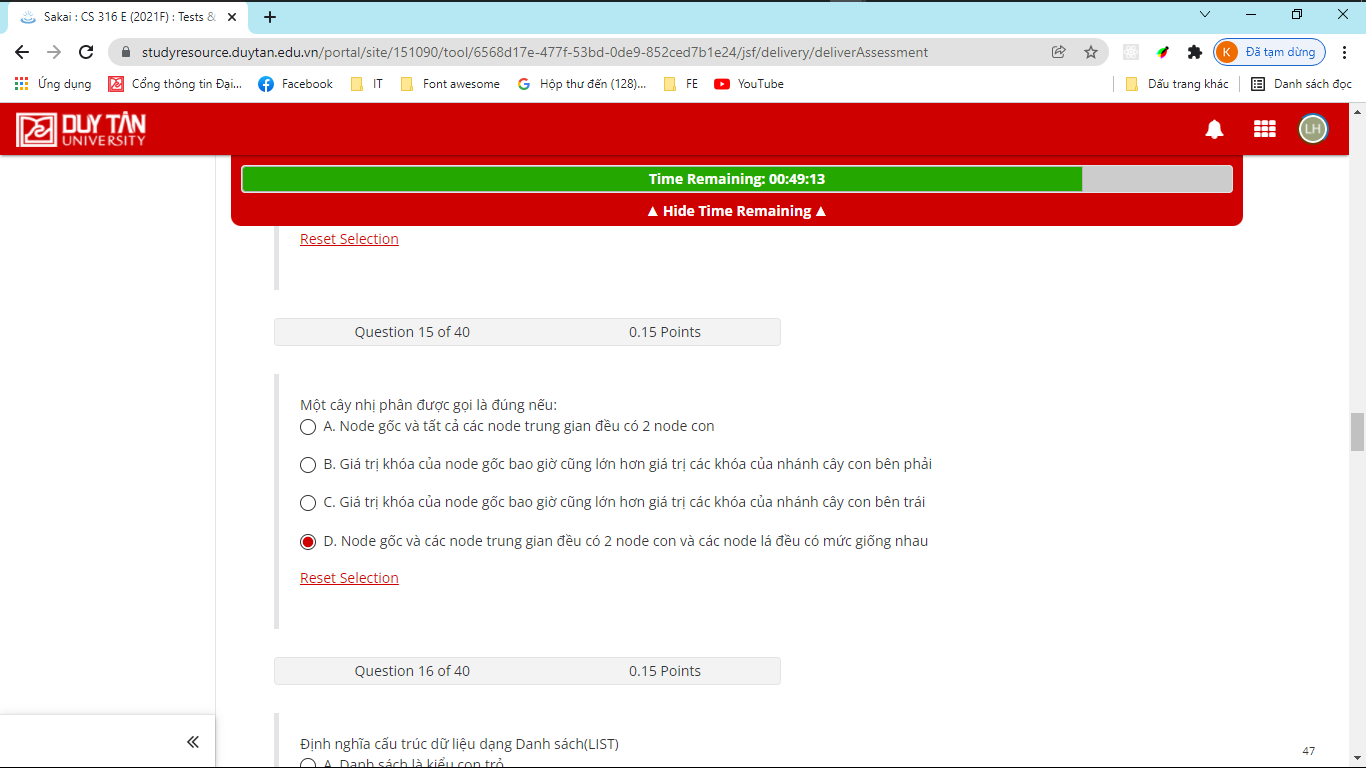 Sakai : CS 316 E (2021F) : Tests &
studyresource.duytan.edu.vn/portal/site/151090/tool/6568d17e-477f-53bd-0de9-852ced7b1e24/jsf/delivery/deliverAssessment
K Đã tạm dừng
Ứng dụng Cổng thông tin Đại... Facebook IT Font awesome Hộp thư đến (128)... FE YouTube Dấu trang khác Danh sách đọc
DUY TÂN
UNIVERSITY
LH
Time Remaining: 00:49:13
▲ Hide Time Remaining ▲
Reset Selection
Question 15 of 40 0.15 Points
Một cây nhị phân được gọi là đúng nếu:
A. Node gốc và tất cả các node trung gian đều có 2 node con
B. Giá trị khóa của node gốc bao giờ cũng lớn hơn giá trị các khóa của nhánh cây con bên phải
C. Giá trị khóa của node gốc bao giờ cũng lớn hơn giá trị các khóa của nhánh cây con bên trái
D. Node gốc và các node trung gian đều có 2 node con và các node lá đều có mức giống nhau
Reset Selection
Question 16 of 40 0.15 Points
Định nghĩa cấu trúc dữ liệu dạng Danh sách(LIST)
A. Danh sách là kiểu con trỏ
47